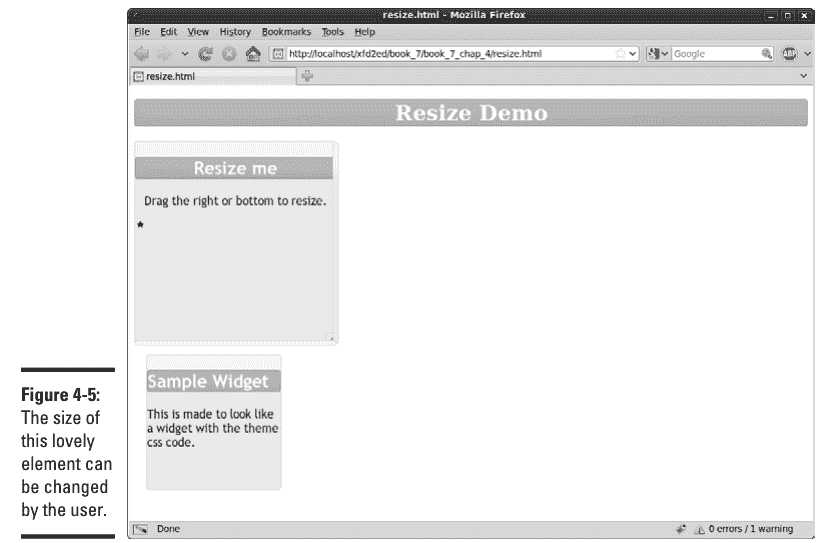 resize.html - Mozilla Firefox
File Edit View History Bookmarks Tools Help
http://localhost/xfd2ed/book_7/book_7_chap_4/resize.html
Google
ABP
resize.html
Resize Demo
Resize me
Drag the right or bottom to resize.
Sample Widget
This is made to look like
a widget with the theme
css code.
Figure 4-5:
The size of
this lovely
element can
be changed
by the user.
Done
0 errors / 1 warning